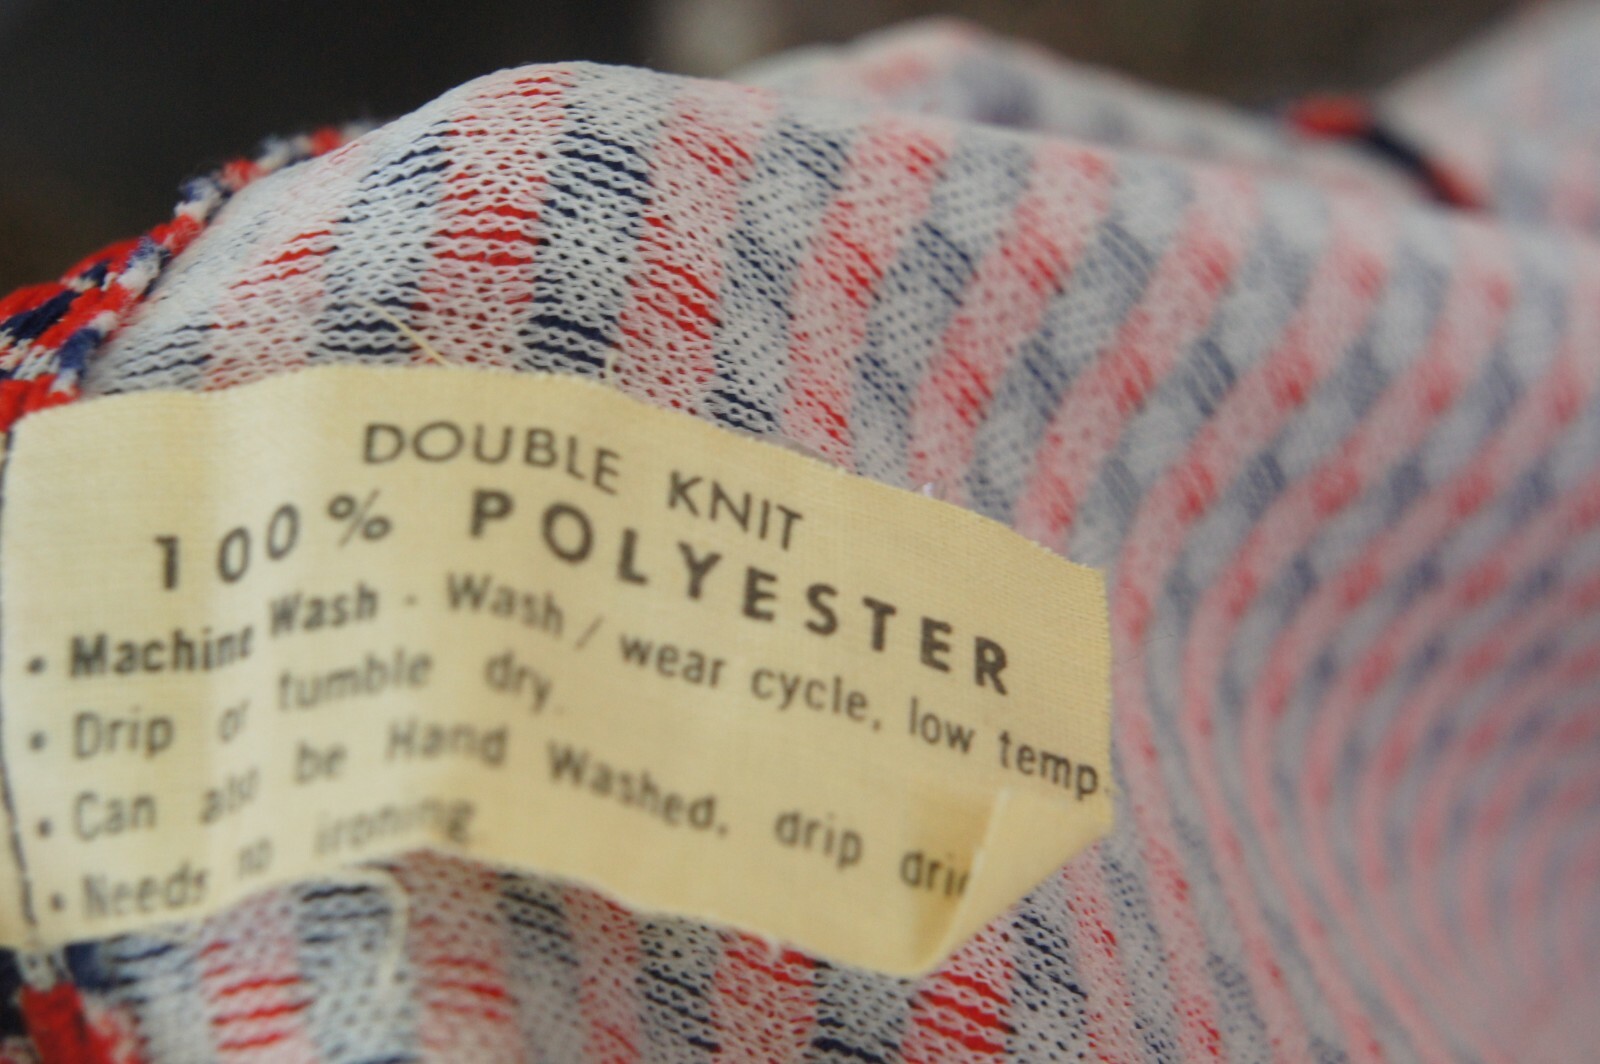 DOUBLE KNIT
100% POLYESTER
• Machine Wash - Wash / wear cycle, low temp.
• Drip or tumble dry.
• Can also be Hand Washed, drip
• Needs no ironing